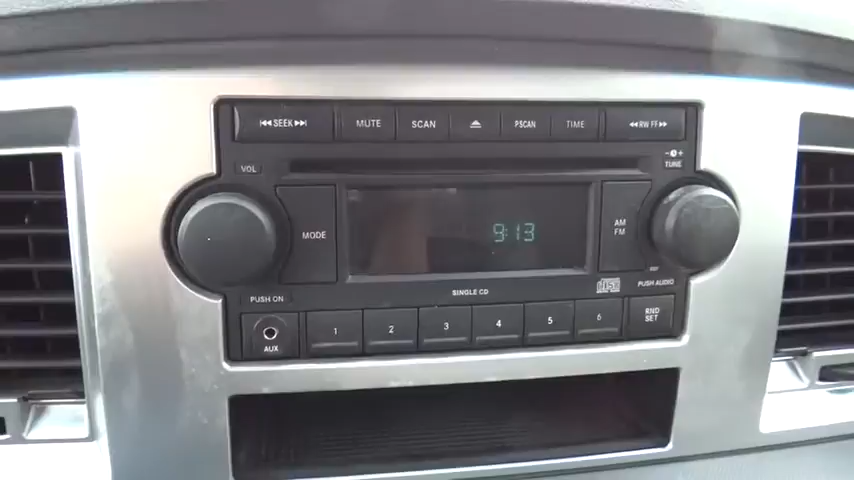 SEEK
MUTE
SCAN
PSCAN
TIME
RW FF
VOL
TUNE
MODE
9:13
AM
FM
SINGLE CD
PUSH ON
PUSH AUDIO
AUX
1
2
3
4
5
6
RND
SET